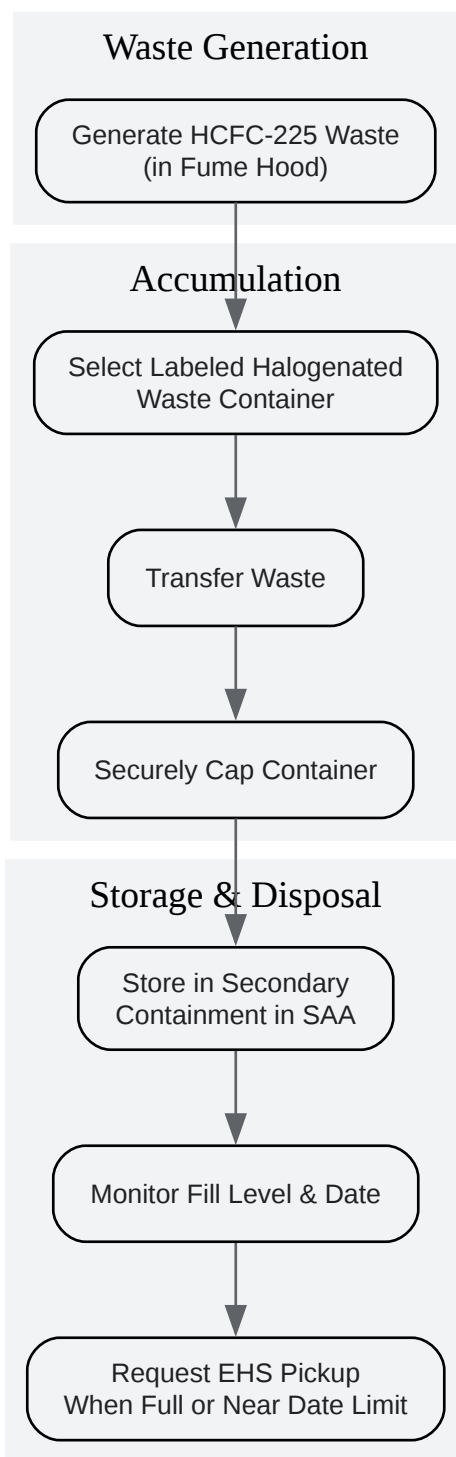 Waste Generation
Generate HCFC-225 Waste
(in Fume Hood)
Accumulation
Select Labeled Halogenated
Waste Container
Transfer Waste
Securely Cap Container
Storage & Disposal
Store in Secondary
Containment in SAA
Monitor Fill Level & Date
Request EHS Pickup
When Full or Near Date Limit